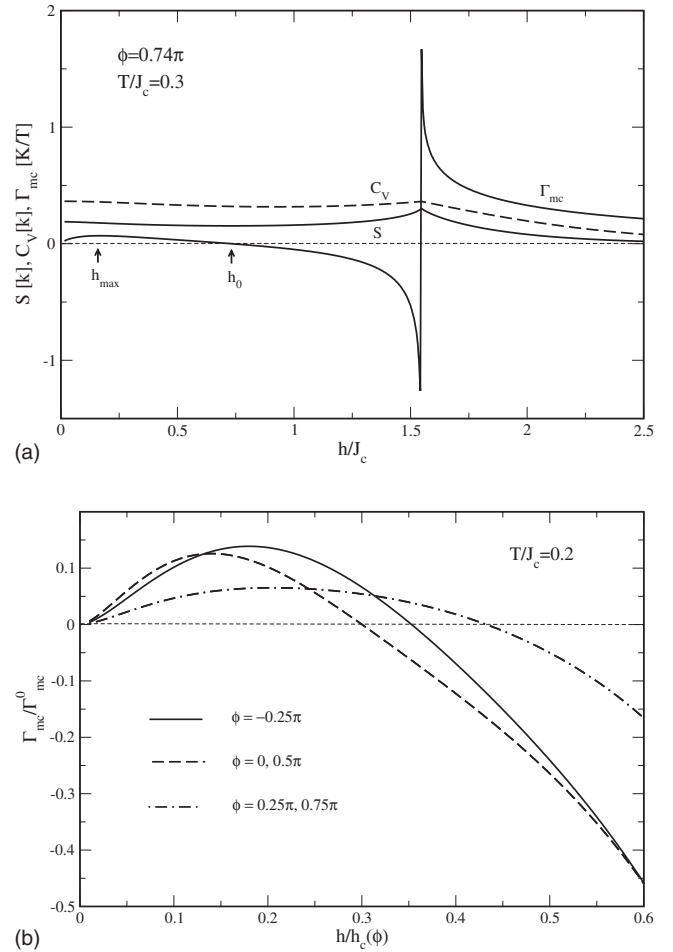 2
1
0
-1
S [k], C_V[k], Γ_mc [K/T]
ϕ=0.74π
T/J_c=0.3
C_V
Γ_mc
S
h_max
h_0
0 0.5 1 1.5 2 2.5
h/J_c
(a)
0.1
0
-0.1
-0.2
-0.3
-0.4
-0.5
Γ_mc/Γ^0_mc
T/J_c=0.2
ϕ = −0.25π
ϕ = 0, 0.5π
ϕ = 0.25π, 0.75π
0 0.1 0.2 0.3 0.4 0.5 0.6
h/h_c(ϕ)
(b)